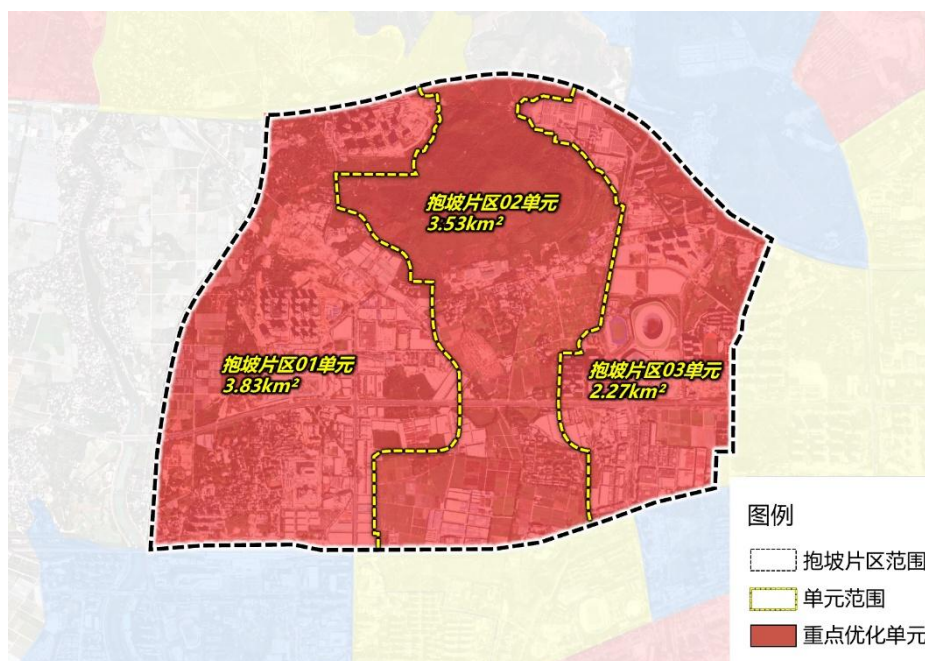 抱坡片区02单元
3.53km²
抱坡片区01单元
3.83km²
抱坡片区03单元
2.27km²
图例
抱坡片区范围
单元范围
重点优化单元